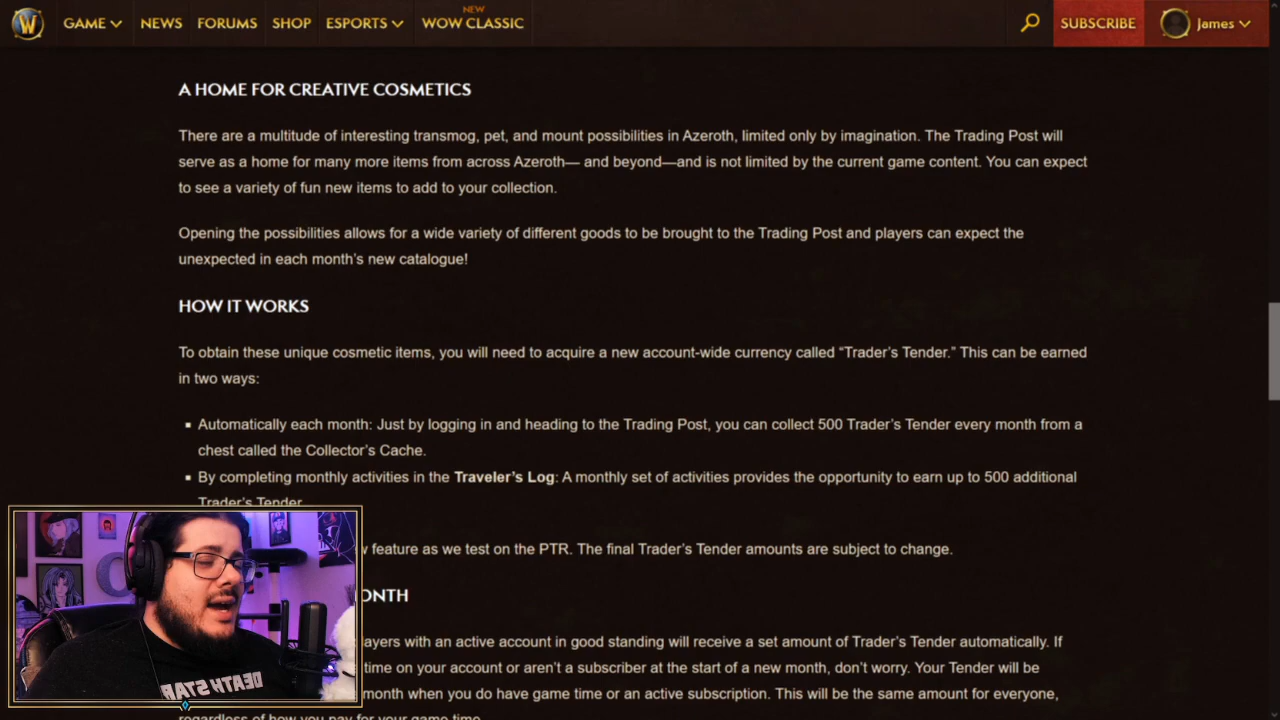 GAME NEWS FORUMS SHOP ESPORTS NEW WOW CLASSIC SUBSCRIBE James
A HOME FOR CREATIVE COSMETICS
There are a multitude of interesting transmog, pet, and mount possibilities in Azeroth, limited only by imagination. The Trading Post will
serve as a home for many more items from across Azeroth— and beyond—and is not limited by the current game content. You can expect
to see a variety of fun new items to add to your collection.
Opening the possibilities allows for a wide variety of different goods to be brought to the Trading Post and players can expect the
unexpected in each month's new catalogue!
HOW IT WORKS
To obtain these unique cosmetic items, you will need to acquire a new account-wide currency called “Trader's Tender.” This can be earned
in two ways:
▪ Automatically each month: Just by logging in and heading to the Trading Post, you can collect 500 Trader's Tender every month from a
chest called the Collector's Cache.
▪ By completing monthly activities in the Traveler's Log: A monthly set of activities provides the opportunity to earn up to 500 additional
Trader's Tender
feature as we test on the PTR. The final Trader's Tender amounts are subject to change.
ONTH
ayers with an active account in good standing will receive a set amount of Trader's Tender automatically. If
time on your account or aren't a subscriber at the start of a new month, don't worry. Your Tender will be
month when you do have game time or an active subscription. This will be the same amount for everyone,
regardless of how you pay for your game time
DEATH STAR